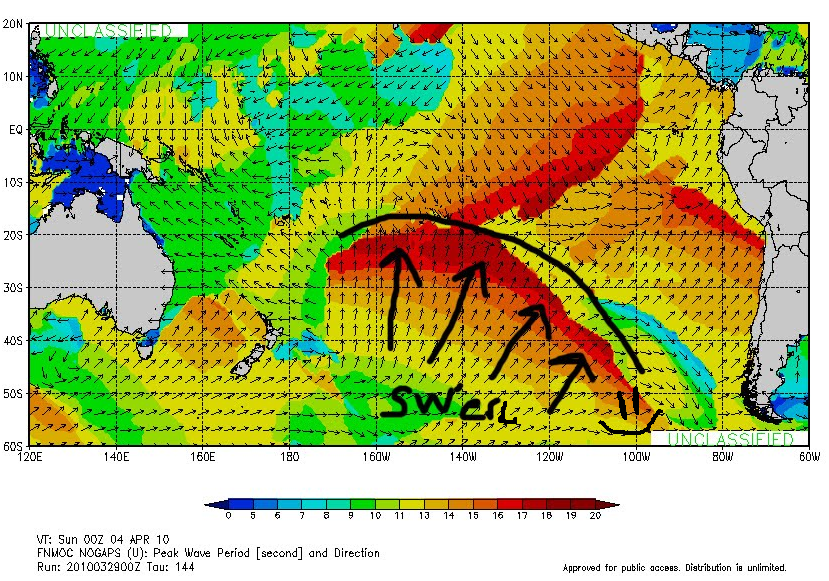 UNCLASSIFIED
20N
10N
EQ
10S
20S
30S
40S
50S
60S
SWELL
UNCLASSIFIED
120E 140E 160E 180 160W 140W 120W 100W 80W 60W
0 5 6 7 8 9 10 11 13 14 15 16 17 18 19 20
VT: Sun 00Z 04 APR 10
FNMOC NOGAPS (U): Peak Wave Period [second] and Direction
Run: 2010032900Z Tau: 144
Approved for public access. Distribution is unlimited.